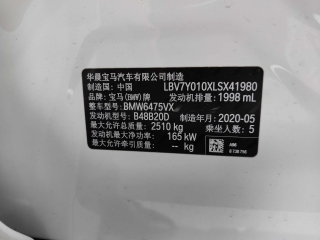 华晨宝马汽车有限公司制造
制造国：中国 LBV7Y010XLSX41980
品牌：宝马(BMW)牌 发动机排量：1998 mL
整车型号：BMW6475VX
发动机型号：B48B20D 制造年月：2020-05
最大允许总质量：2510 kg 乘坐人数：5
发动机最大净功率：165 kW
最大允许牵引质量：--- kg